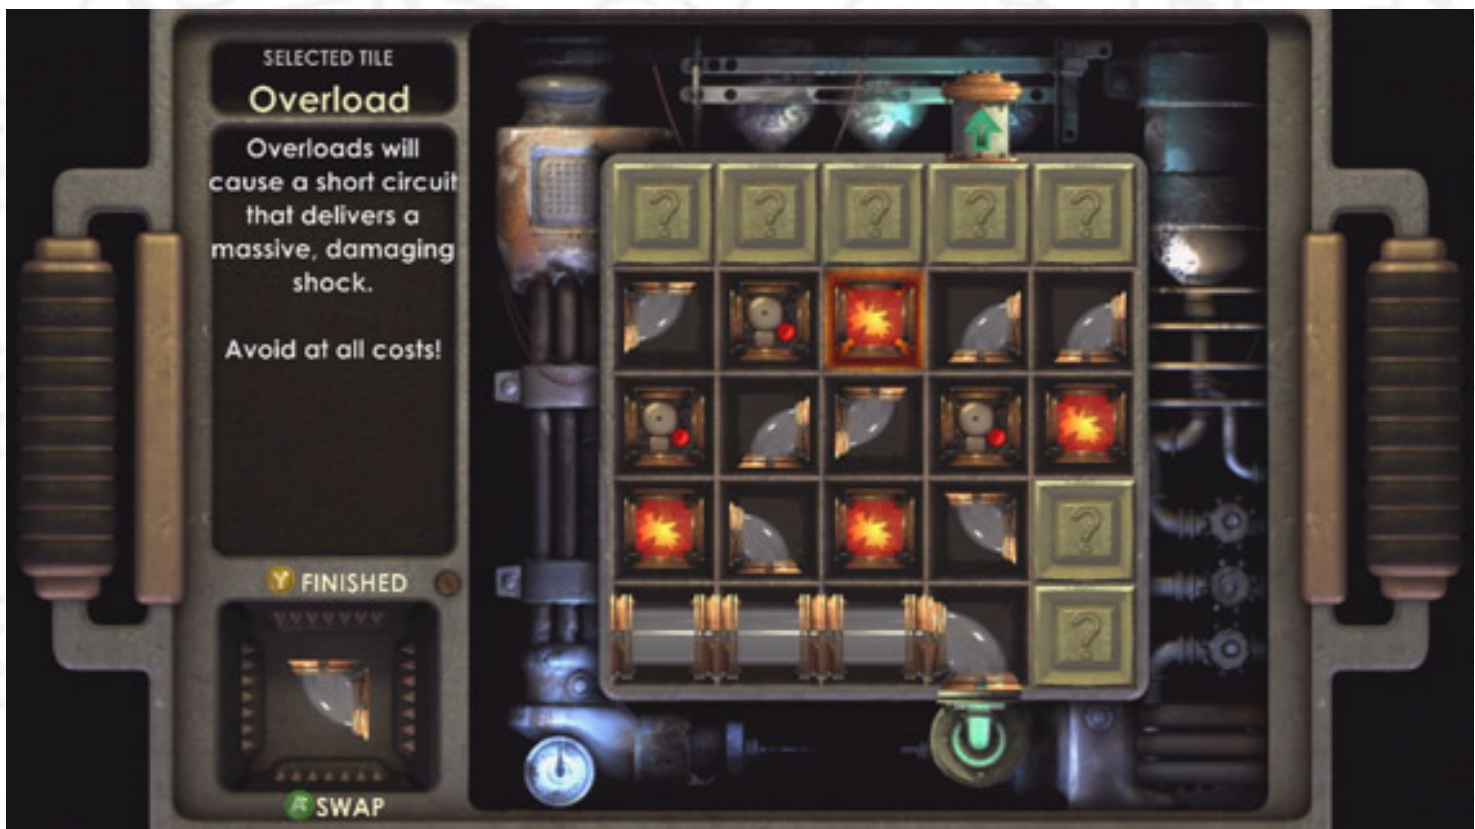 SELECTED TILE
Overload
Overloads will
cause a short circuit
that delivers a
massive, damaging
shock.
Avoid at all costs!
Y FINISHED
A SWAP
? ? ? ? ?
?
?